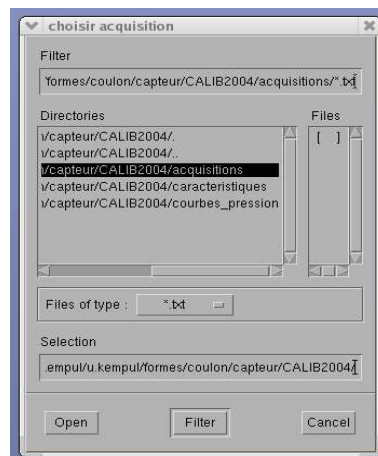 choisir acquisition
Filter
formes/coulon/capteur/CALIB2004/acquisitions/*.txt
Directories
Files
/capteur/CALIB2004/.
[ ]
/capteur/CALIB2004/..
/capteur/CALIB2004/acquisitions
/capteur/CALIB2004/caracteristiques
/capteur/CALIB2004/courbes_pression
Files of type :
*.txt
Selection
.empul/u.kempul/formes/coulon/capteur/CALIB2004/
Open
Filter
Cancel